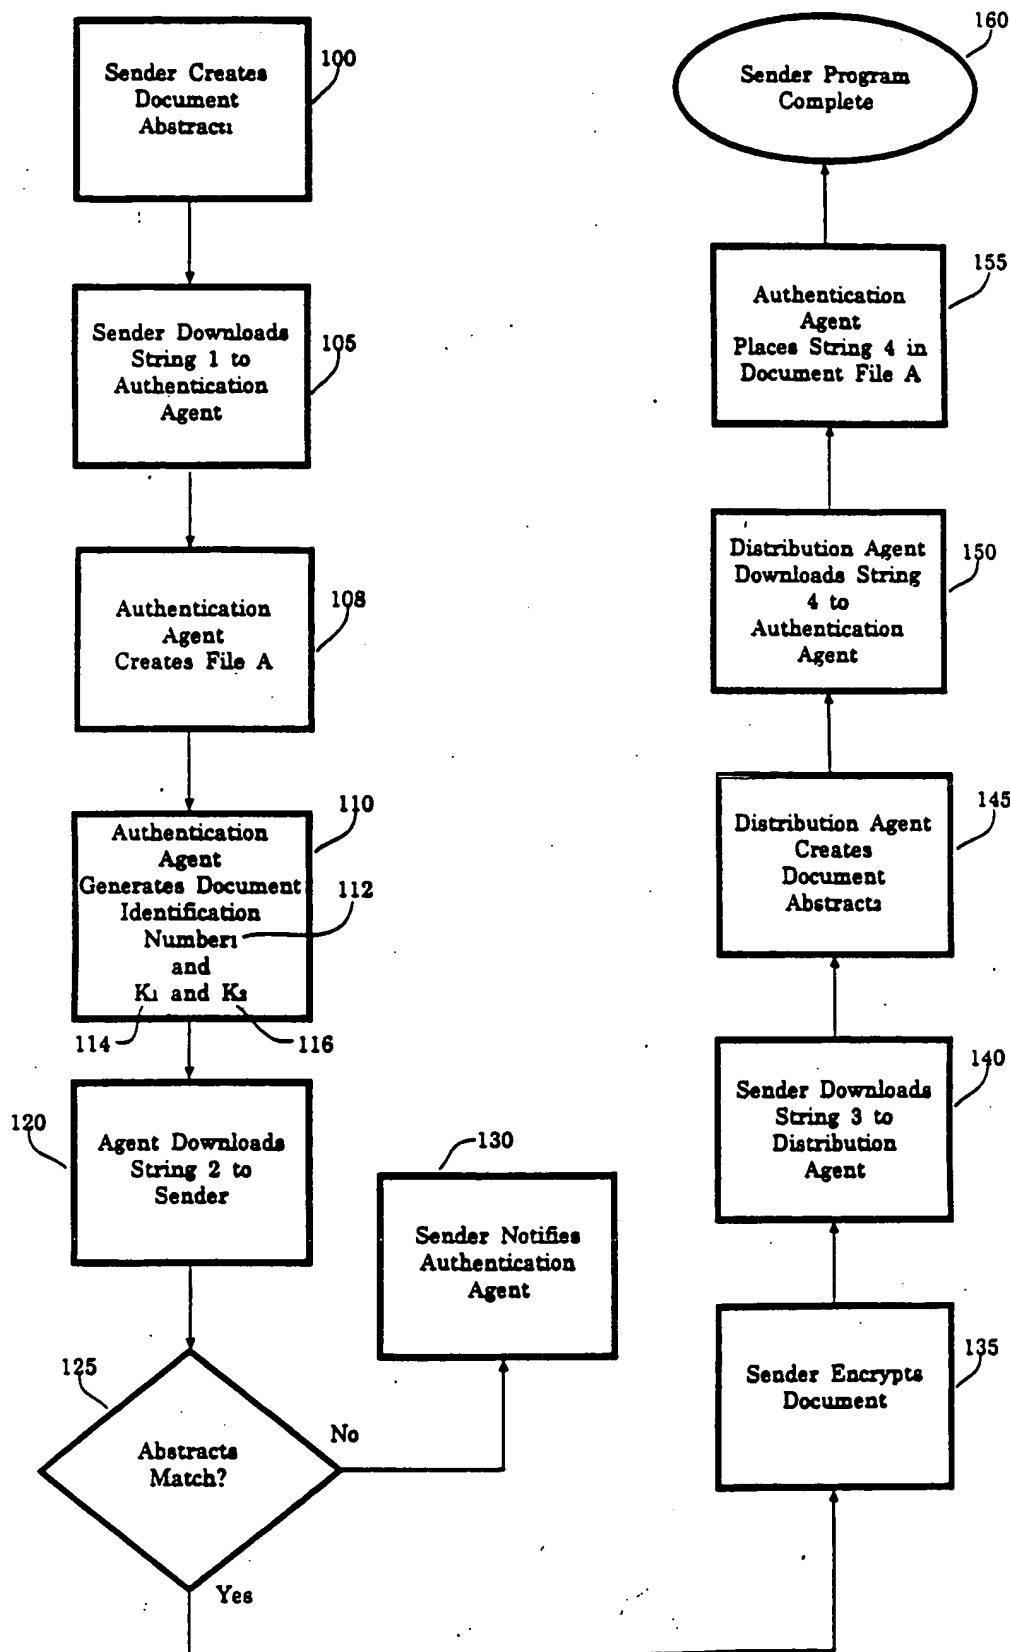 Sender Creates
Document
Abstract₁
100
Sender Downloads
String 1 to
Authentication
Agent
105
Authentication
Agent
Creates File A
108
Authentication
Agent
Generates Document
Identification
Number₁
and
K₁ and K₂
110
112
114
116
Agent Downloads
String 2 to
Sender
120
Abstracts
Match?
125
No
Yes
Sender Notifies
Authentication
Agent
130
Sender Encrypts
Document
135
Sender Downloads
String 3 to
Distribution
Agent
140
Distribution Agent
Creates
Document
Abstract₂
145
Distribution Agent
Downloads String
4 to
Authentication
Agent
150
Authentication
Agent
Places String 4 in
Document File A
155
Sender Program
Complete
160